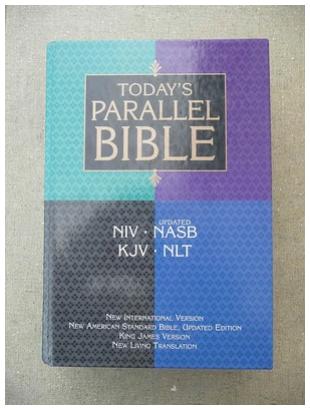 TODAY'S
PARALLEL
BIBLE
UPDATED
NIV · NASB
KJV · NLT
NEW INTERNATIONAL VERSION
NEW AMERICAN STANDARD BIBLE, UPDATED EDITION
KING JAMES VERSION
NEW LIVING TRANSLATION